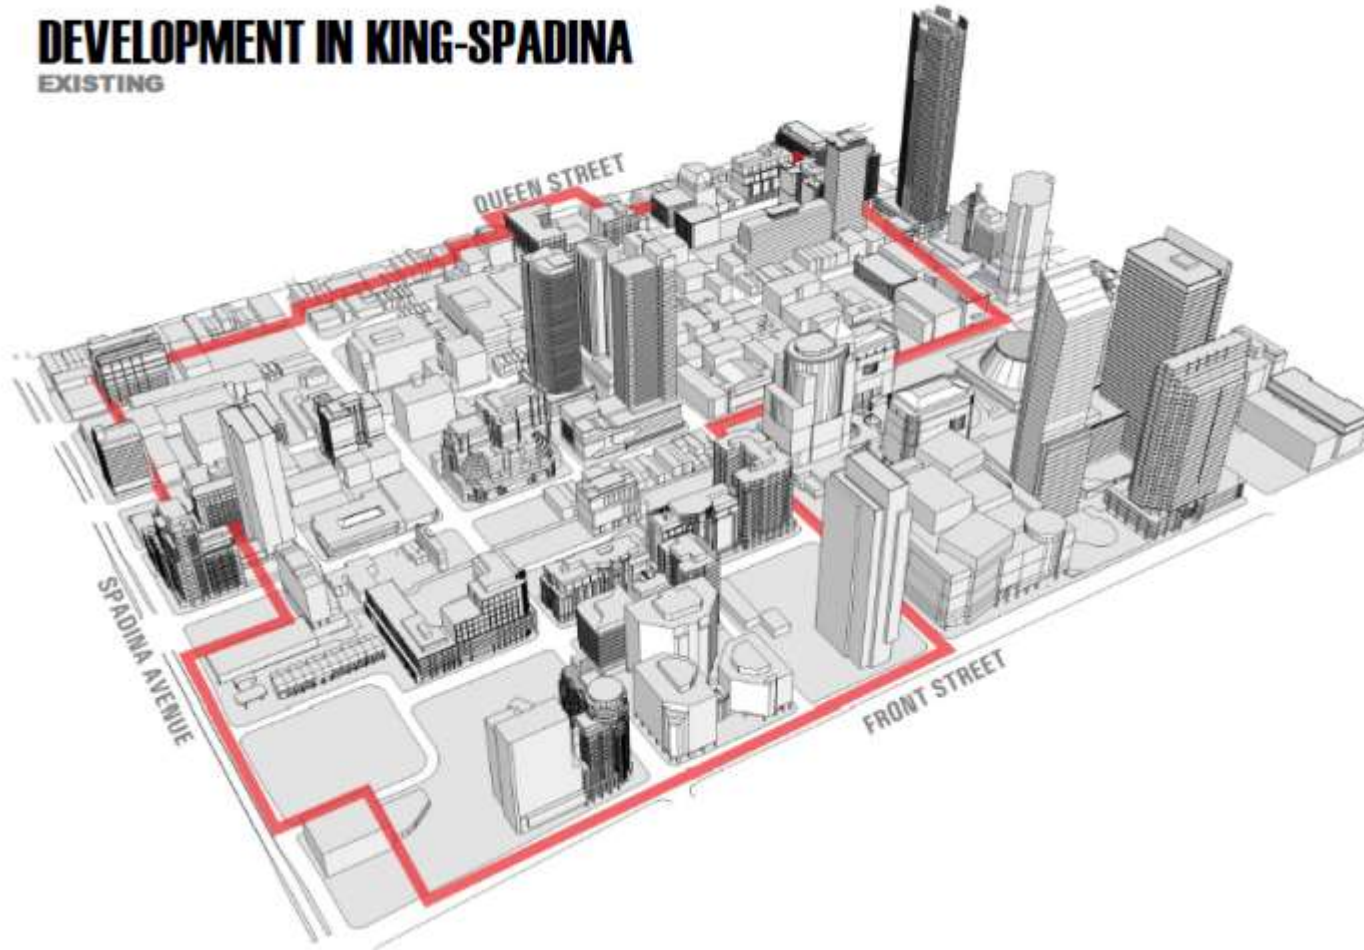 DEVELOPMENT IN KING-SPADINA
EXISTING
QUEEN STREET
SPADINA AVENUE
FRONT STREET